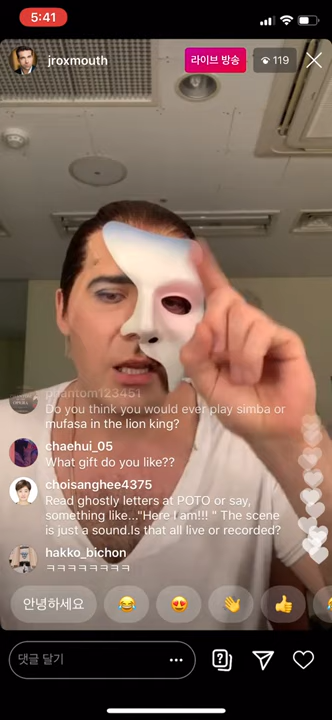 5:41
jroxmouth
라이브 방송
119
phantom123451
Do you think you would ever play simba or
mufasa in the lion king?
chaehui_05
What gift do you like??
choisanghee4375
Read ghostly letters at POTO or say,
something like..."Here I am!!! " The scene
is just a sound.Is that all live or recorded?
hakko_bichon
ㅋㅋㅋㅋㅋㅋㅋㅋ
안녕하세요
댓글 달기